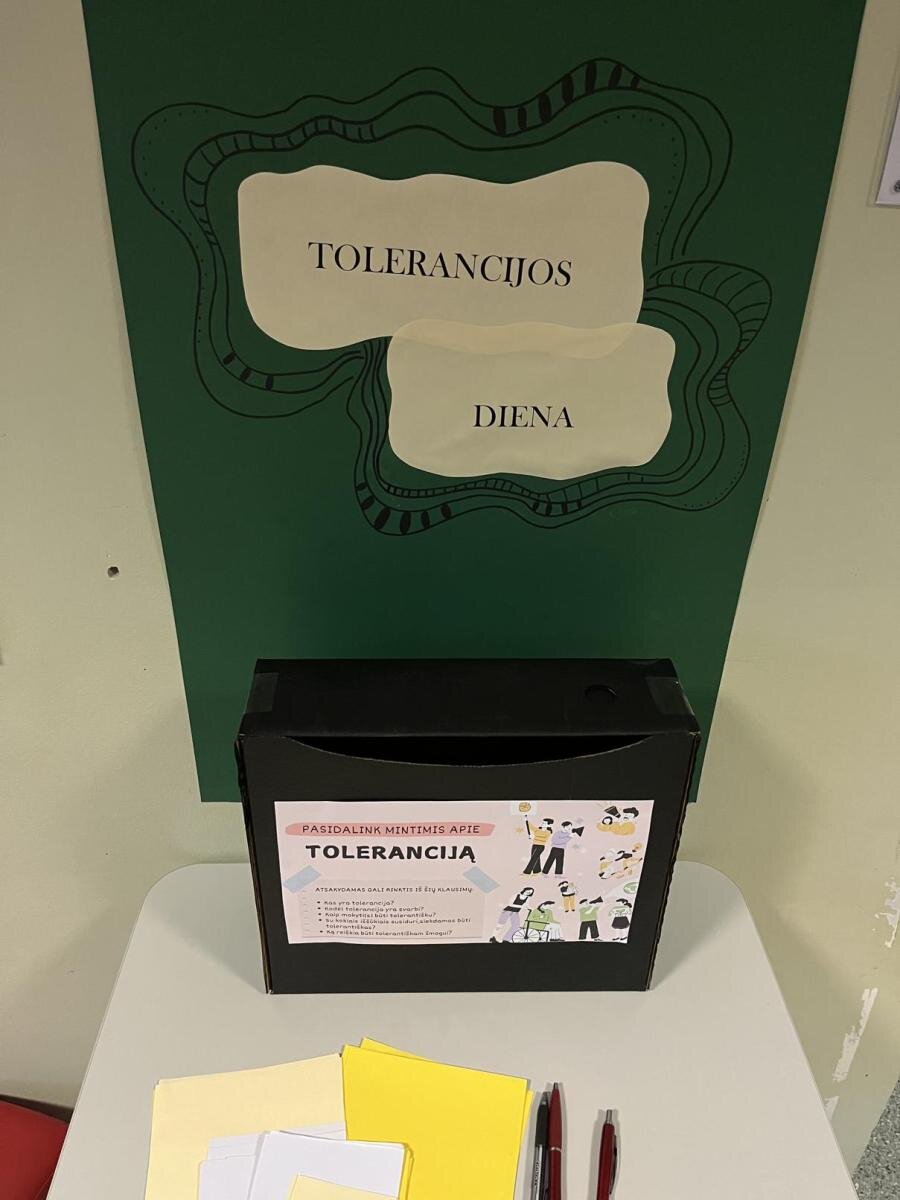 TOLERANCIJOS
DIENA
PASIDALINK MINTIMIS APIE
TOLERANCIJĄ
ATSAKYDAMAS GALI RINKTIS IŠ ŠIŲ KLAUSIMŲ:
• Kas yra tolerancija?
• Kodėl tolerancija yra svarbi?
• Kaip mokytis(s) būti tolerantišku?
• Su kokiais iššūkiais susiduri,siekdamas būti
tolerantiškas?
• Ką reiškia būti tolerantiškam žmogui?